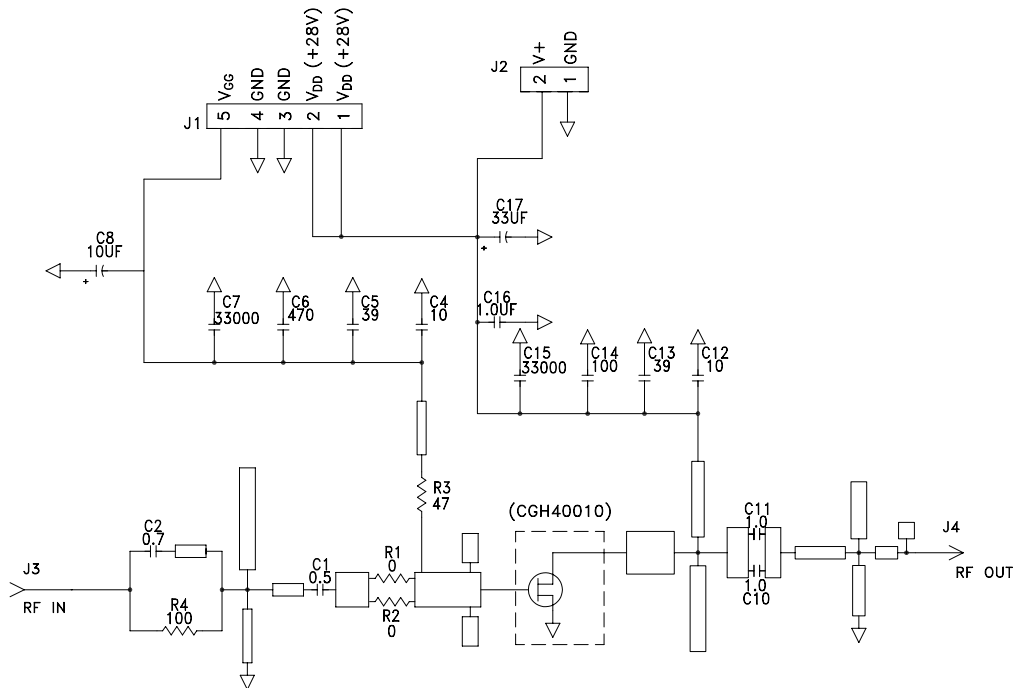 VGG
GND
GND
VDD (+28V)
VDD (+28V)
5
4
3
2
1
J1
V+
GND
2
1
J2
C17
33UF
+
C8
10UF
+
C16
1.0UF
C7
33000
C6
470
C5
39
C4
10
C15
33000
C14
100
C13
39
C12
10
R3
47
(CGH40010)
C11
1.0
1.0
C10
J4
RF OUT
C2
0.7
J3
RF IN
R4
100
C1
0.5
R1
0
R2
0